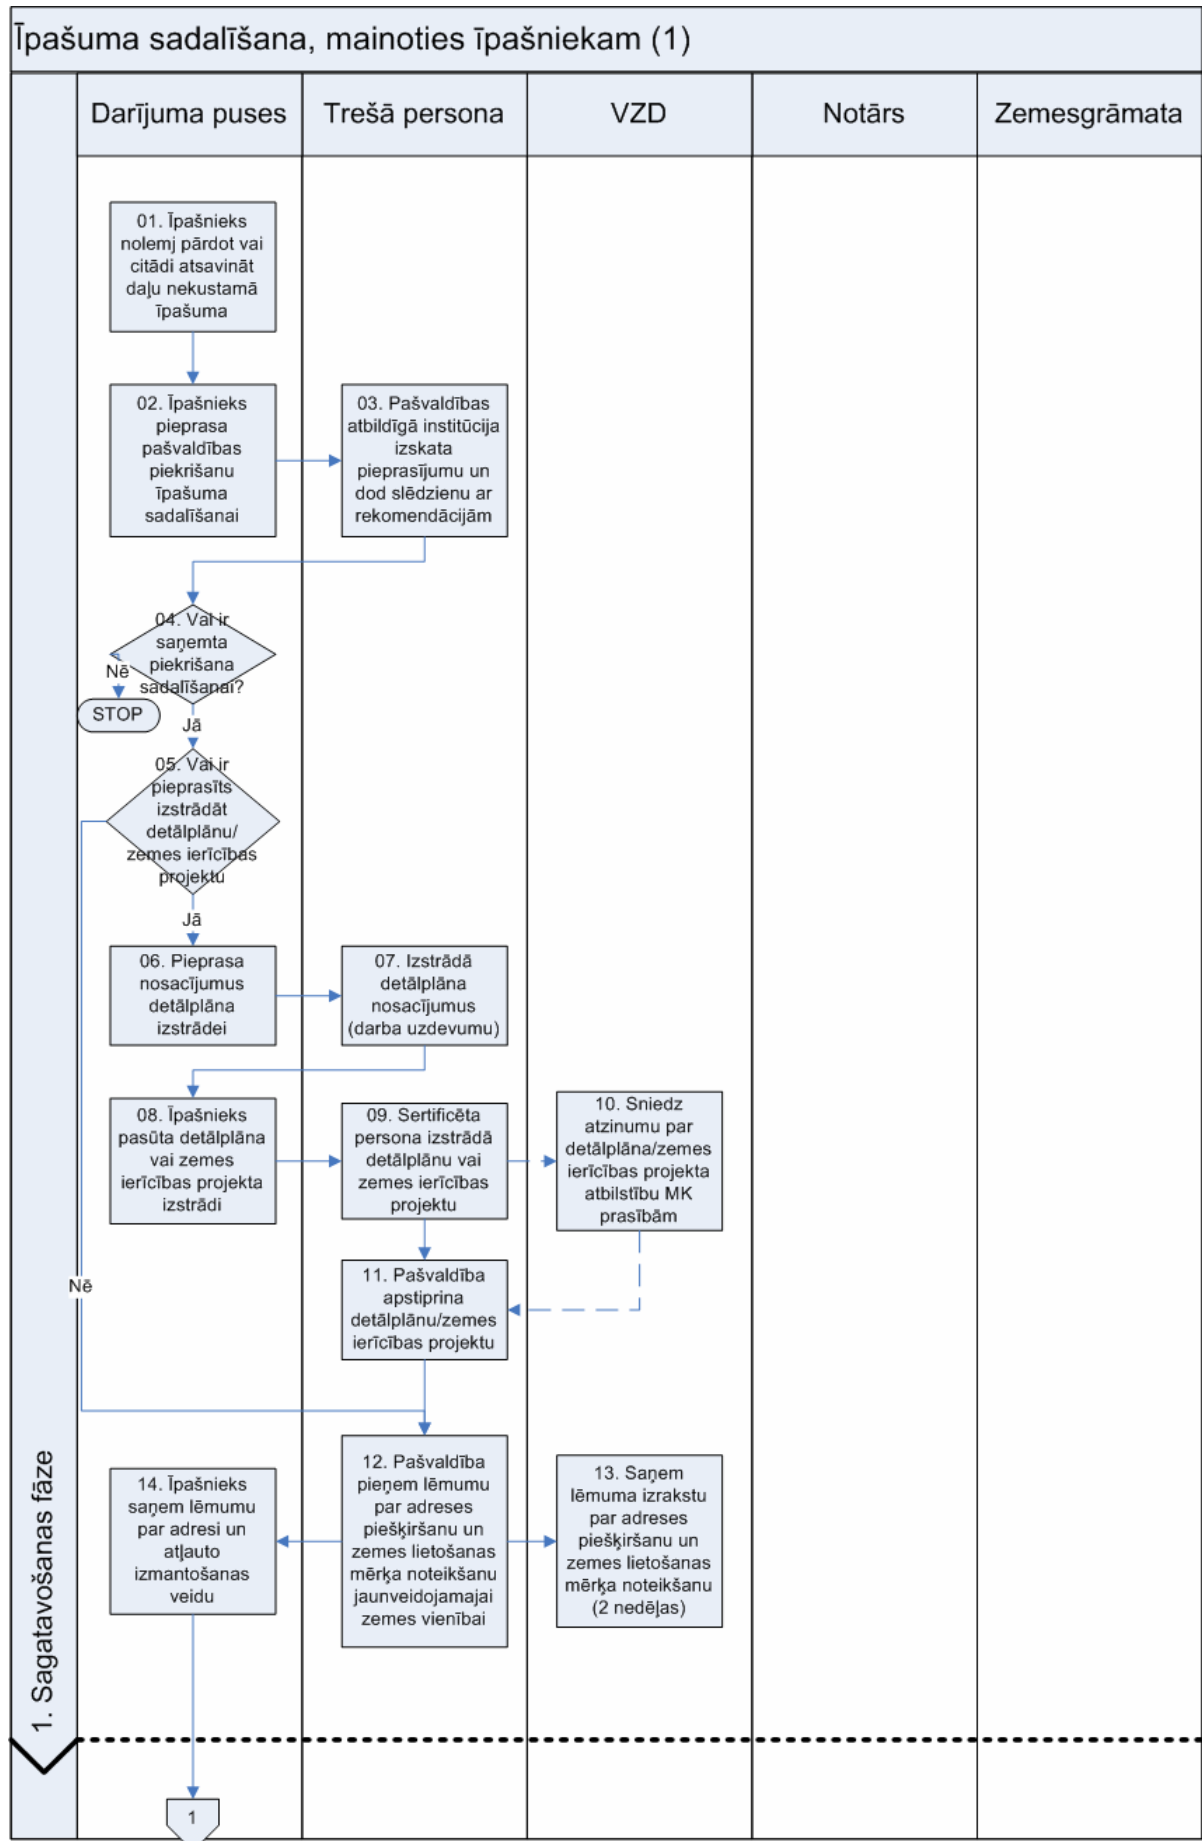 Īpašuma sadalīšana, mainoties īpašniekam (1)
Darījuma puses
Trešā persona
VZD
Notārs
Zemesgrāmata
01. Īpašnieks
nolemj pārdot vai
citādi atsavināt
daļu nekustamā
īpašuma
02. Īpašnieks
pieprasa
pašvaldības
piekrišanu
īpašuma
sadalīšanai
03. Pašvaldības
atbildīgā institūcija
izskata
pieprasījumu un
dod slēdzienu ar
rekomendācijām
04. Vai ir
saņemta
piekrišana
sadalīšanai?
Nē
STOP
Jā
05. Vai ir
pieprasīts
izstrādāt
detālplānu/
zemes ierīcības
projektu
Jā
06. Pieprasa
nosacījumus
detālplāna
izstrādei
07. Izstrādā
detālplāna
nosacījumus
(darba uzdevumu)
08. Īpašnieks
pasūta detālplāna
vai zemes
ierīcības projekta
izstrādi
09. Sertificēta
persona izstrādā
detālplānu vai
zemes ierīcības
projektu
10. Sniedz
atzinumu par
detālplāna/zemes
ierīcības projekta
atbilstību MK
prasībām
Nē
11. Pašvaldība
apstiprina
detālplānu/zemes
ierīcības projektu
12. Pašvaldība
pieņem lēmumu
par adreses
piešķiršanu un
zemes lietošanas
mērķa noteikšanu
jaunveidojamajai
zemes vienībai
13. Saņem
lēmuma izrakstu
par adreses
piešķiršanu un
zemes lietošanas
mērķa noteikšanu
(2 nedēļas)
14. Īpašnieks
saņem lēmumu
par adresi un
atļauto
izmantošanas
veidu
1. Sagatavošanas fāze
1